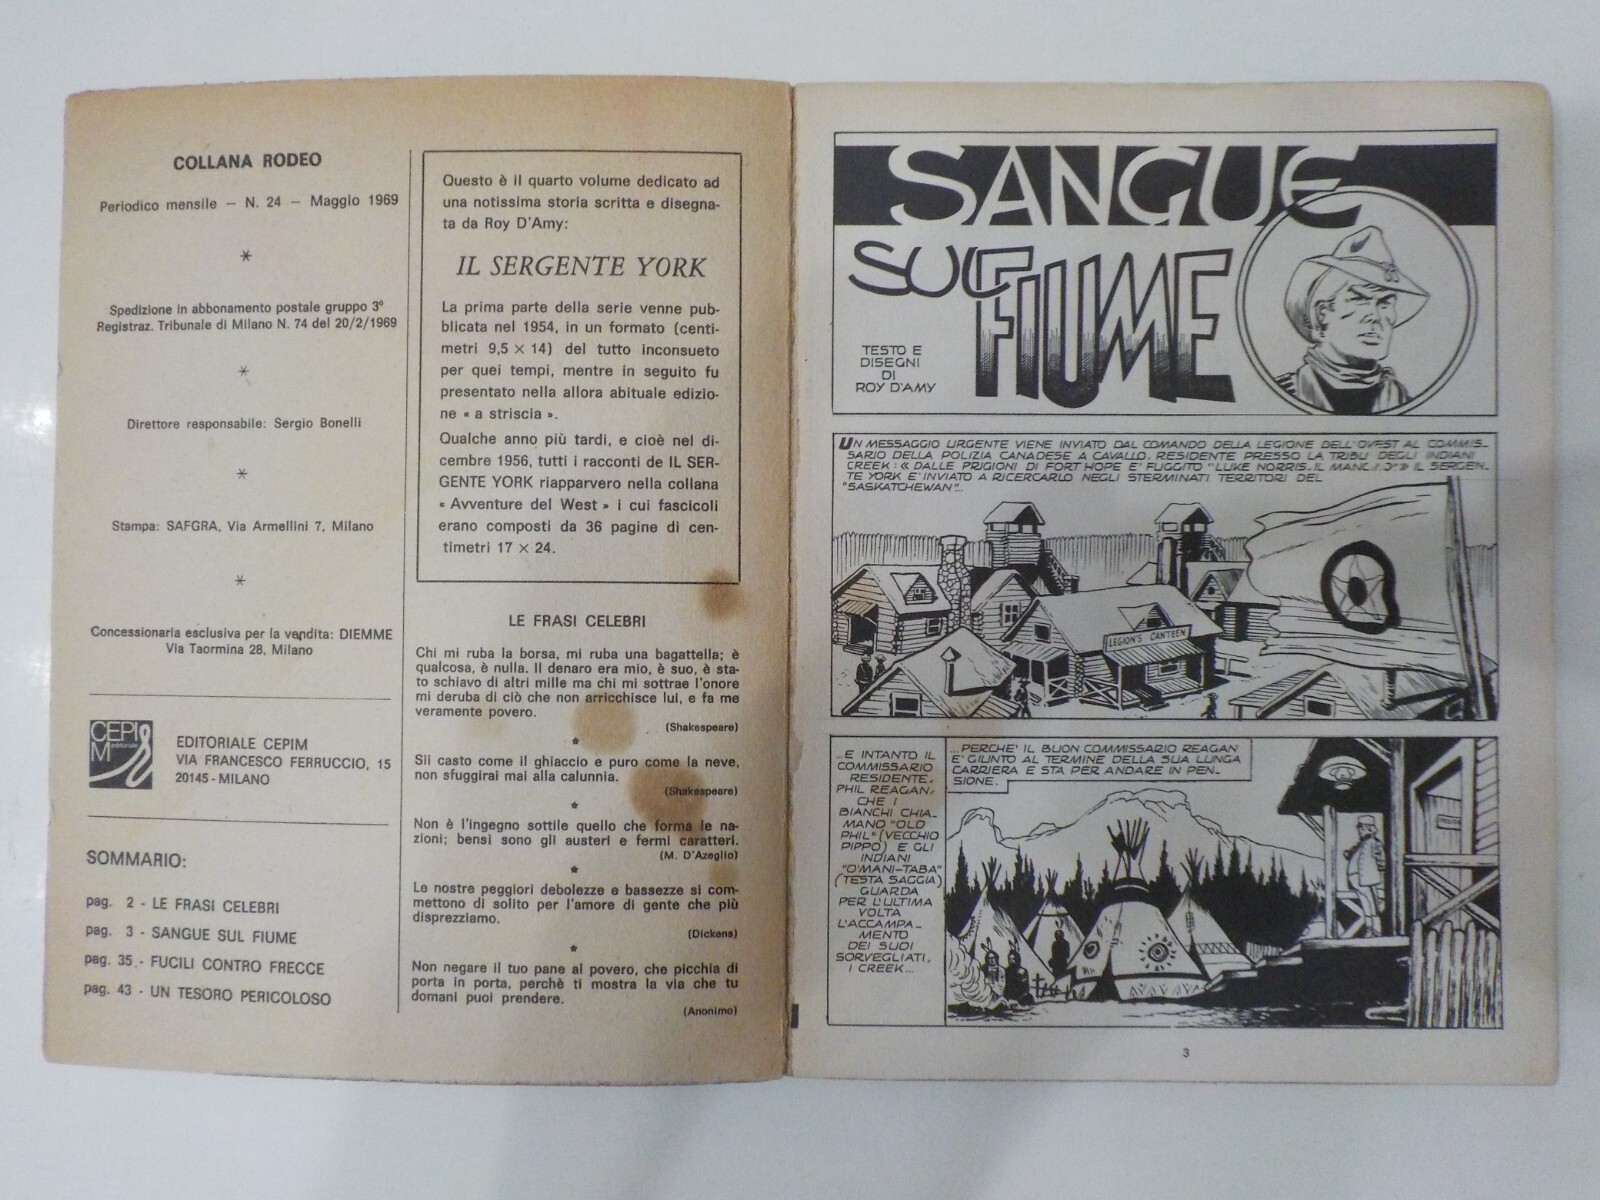 COLLANA RODEO
Periodico mensile — N. 24 — Maggio 1969
*
Spedizione in abbonamento postale gruppo 3º
Registraz. Tribunale di Milano N. 74 del 20/2/1969
*
Direttore responsabile: Sergio Bonelli
*
Stampa: SAFGRA, Via Armellini 7, Milano
*
Concessionaria esclusiva per la vendita: DIEMME
Via Taormina 28, Milano
CEPIM
editoriale
EDITORIALE CEPIM
VIA FRANCESCO FERRUCCIO, 15
20145 - MILANO
SOMMARIO:
pag. 2 - LE FRASI CELEBRI
pag. 3 - SANGUE SUL FIUME
pag. 35 - FUCILI CONTRO FRECCE
pag. 43 - UN TESORO PERICOLOSO
Questo è il quarto volume dedicato ad
una notissima storia scritta e disegna-
ta da Roy D'Amy:
IL SERGENTE YORK
La prima parte della serie venne pub-
blicata nel 1954, in un formato (centi-
metri 9,5 × 14) del tutto inconsueto
per quei tempi, mentre in seguito fu
presentato nella allora abituale edizio-
ne « a striscia ».
Qualche anno più tardi, e cioè nel di-
cembre 1956, tutti i racconti de IL SER-
GENTE YORK riapparvero nella collana
« Avventure del West » i cui fascicoli
erano composti da 36 pagine di cen-
timetri 17 × 24.
LE FRASI CELEBRI
Chi mi ruba la borsa, mi ruba una bagattella; è
qualcosa, è nulla. Il denaro era mio, è suo, è sta-
to schiavo di altri mille ma chi mi sottrae l'onore
mi deruba di ciò che non arricchisce lui, e fa me
veramente povero.
(Shakespeare)
*
Sii casto come il ghiaccio e puro come la neve,
non sfuggirai mai alla calunnia.
(Shakespeare)
*
Non è l'ingegno sottile quello che forma le na-
zioni; bensì sono gli austeri e fermi caratteri.
(M. D'Azeglio)
*
Le nostre peggiori debolezze e bassezze si com-
mettono di solito per l'amore di gente che più
disprezziamo.
(Dickens)
*
Non negare il tuo pane al povero, che picchia di
porta in porta, perchè ti mostra la via che tu
domani puoi prendere.
(Anonimo)
SANGUE
SUL FIUME
TESTO E
DISEGNI
DI
ROY D'AMY
UN MESSAGGIO URGENTE VIENE INVIATO DAL COMANDO DELLA LEGIONE DELL'OVEST AL COMMIS-
SARIO DELLA POLIZIA CANADESE A CAVALLO, RESIDENTE PRESSO LA TRIBÙ DEGLI INDIANI
CREEK: « DALLE PRIGIONI DI FORT HOPE E' FUGGITO "LUKE NORRIS, IL IL SERGEN-
TE YORK E' INVIATO A RICERCARLO NEGLI STERMINATI TERRITORI DEL
"SASKATCHEWAN"...
LEGION'S CANTEEN
...E INTANTO IL
COMMISSARIO
RESIDENTE,
PHIL REAGAN,
CHE I
BIANCHI CHIA-
MANO "OLD
PHIL" (VECCHIO
PIPPO) E GLI
INDIANI
"O'MANI-TABA"
(TESTA SAGGIA)
GUARDA
PER L'ULTIMA
VOLTA
L'ACCAMPA-
MENTO
DEI SUOI
SORVEGLIATI,
I CREEK...
...PERCHE' IL BUON COMMISSARIO REAGAN
E' GIUNTO AL TERMINE DELLA SUA LUNGA
CARRIERA E STA PER ANDARE IN PEN-
SIONE.
3